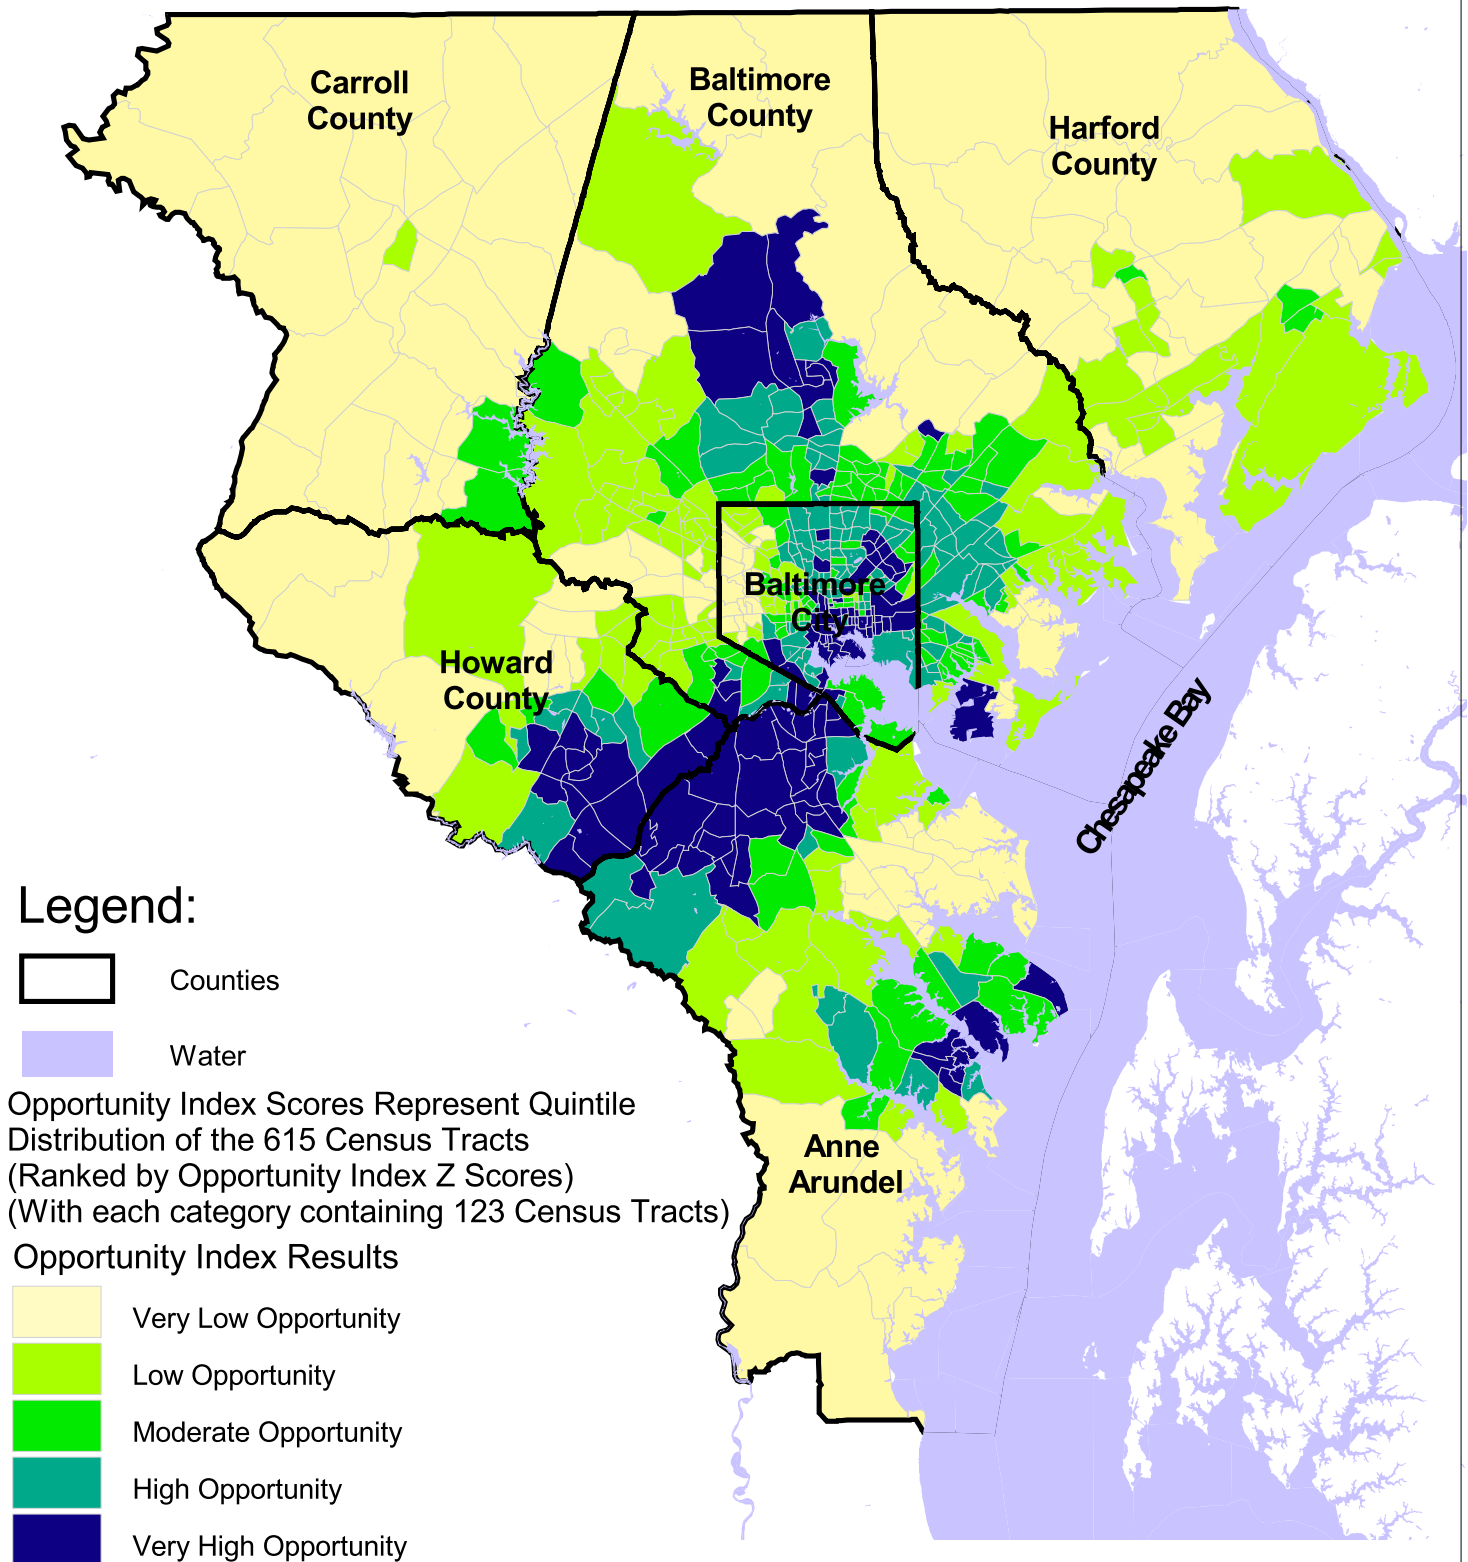 Carroll
County
Baltimore
County
Harford
County
Baltimore
City
Howard
County
Chesapeake Bay
Anne
Arundel
Legend:
Counties
Water
Opportunity Index Scores Represent Quintile
Distribution of the 615 Census Tracts
(Ranked by Opportunity Index Z Scores)
(With each category containing 123 Census Tracts)
Opportunity Index Results
Very Low Opportunity
Low Opportunity
Moderate Opportunity
High Opportunity
Very High Opportunity